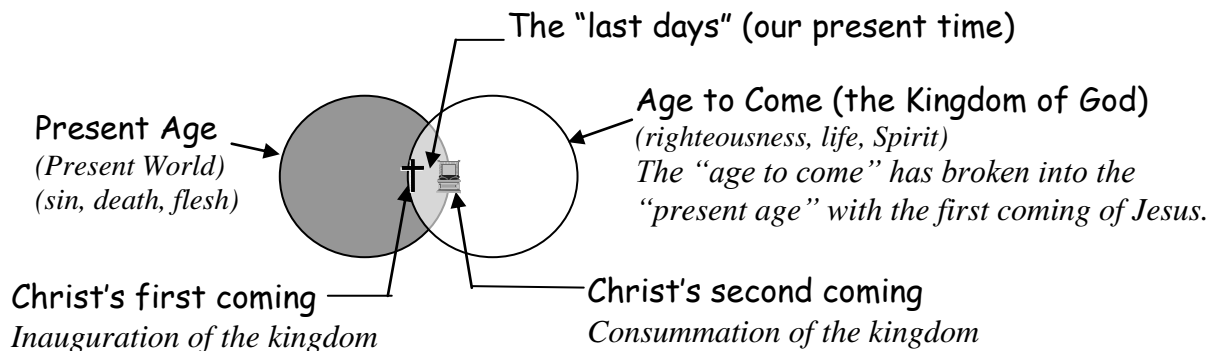 The “last days” (our present time)
Present Age
(Present World)
(sin, death, flesh)
Age to Come (the Kingdom of God)
(righteousness, life, Spirit)
The “age to come” has broken into the
“present age” with the first coming of Jesus.
Christ's first coming
Inauguration of the kingdom
Christ's second coming
Consummation of the kingdom